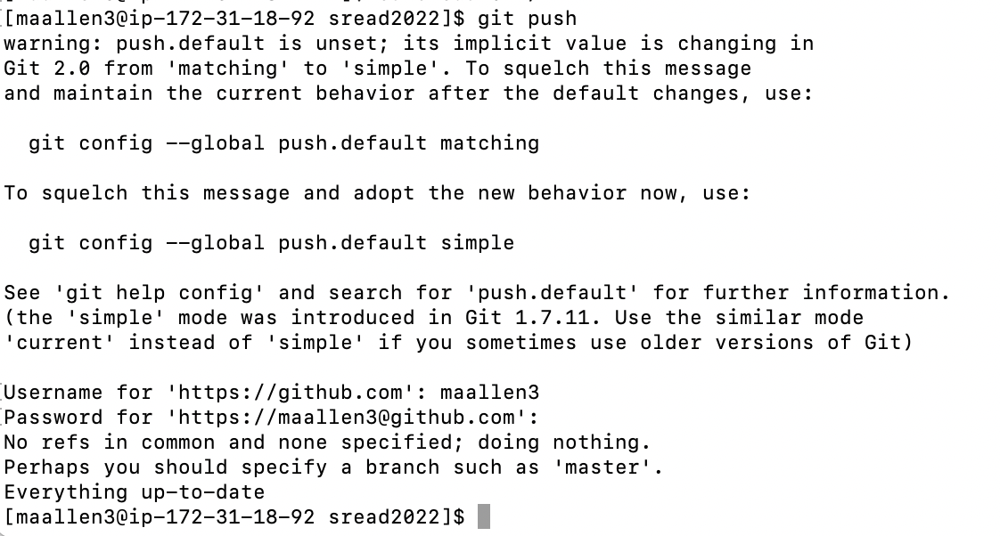 [maallen3@ip-172-31-18-92 sread2022]$ git push
warning: push.default is unset; its implicit value is changing in
Git 2.0 from 'matching' to 'simple'. To squelch this message
and maintain the current behavior after the default changes, use:
git config --global push.default matching
To squelch this message and adopt the new behavior now, use:
git config --global push.default simple
See 'git help config' and search for 'push.default' for further information.
(the 'simple' mode was introduced in Git 1.7.11. Use the similar mode
'current' instead of 'simple' if you sometimes use older versions of Git)
Username for 'https://github.com': maallen3
Password for 'https://maallen3@github.com':
No refs in common and none specified; doing nothing.
Perhaps you should specify a branch such as 'master'.
Everything up-to-date
[maallen3@ip-172-31-18-92 sread2022]$